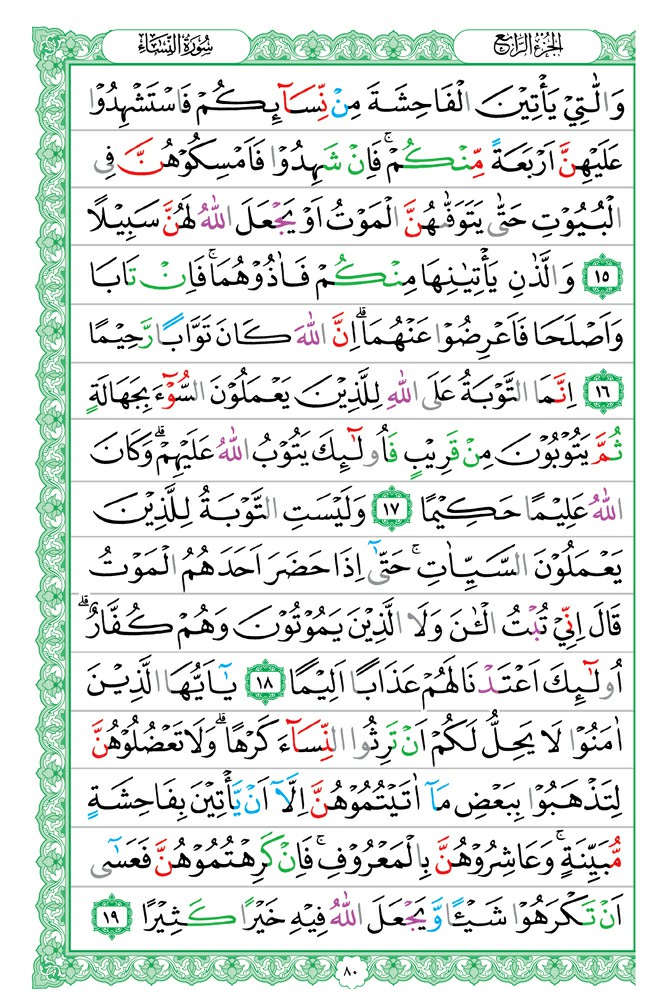 الجزء الرابع
سورة النساء
وَالّٰتِيْ يَأْتِيْنَ الْفَاحِشَةَ مِنْ نِّسَآئِكُمْ فَاسْتَشْهِدُوْا
عَلَيْهِنَّ اَرْبَعَةً مِّنْكُمْ ۚ فَاِنْ شَهِدُوْا فَاَمْسِكُوْهُنَّ فِى
الْبُيُوْتِ حَتّٰى يَتَوَفّٰىهُنَّ الْمَوْتُ اَوْ يَجْعَلَ اللّٰهُ لَهُنَّ سَبِيْلًا
١٥ وَالَّذٰنِ يَأْتِيٰنِهَا مِنْكُمْ فَاٰذُوْهُمَا ۚ فَاِنْ تَابَا
وَاَصْلَحَا فَاَعْرِضُوْا عَنْهُمَا ۗ اِنَّ اللّٰهَ كَانَ تَوَّابًا رَّحِيْمًا
١٦ اِنَّمَا التَّوْبَةُ عَلَى اللّٰهِ لِلَّذِيْنَ يَعْمَلُوْنَ السُّوْۤءَ بِجَهَالَةٍ
ثُمَّ يَتُوْبُوْنَ مِنْ قَرِيْبٍ فَاُولٰٓئِكَ يَتُوْبُ اللّٰهُ عَلَيْهِمْ ۗ وَكَانَ
اللّٰهُ عَلِيْمًا حَكِيْمًا ١٧ وَلَيْسَتِ التَّوْبَةُ لِلَّذِيْنَ
يَعْمَلُوْنَ السَّيِّاٰتِ ۚ حَتّٰىٓ اِذَا حَضَرَ اَحَدَهُمُ الْمَوْتُ
قَالَ اِنِّيْ تُبْتُ الْـٰٔنَ وَلَا الَّذِيْنَ يَمُوْتُوْنَ وَهُمْ كُفَّارٌ ۗ
اُولٰٓئِكَ اَعْتَدْنَا لَهُمْ عَذَابًا اَلِيْمًا ١٨ يٰٓاَيُّهَا الَّذِيْنَ
اٰمَنُوْا لَا يَحِلُّ لَكُمْ اَنْ تَرِثُوا النِّسَآءَ كَرْهًا ۗ وَلَا تَعْضُلُوْهُنَّ
لِتَذْهَبُوْا بِبَعْضِ مَآ اٰتَيْتُمُوْهُنَّ اِلَّآ اَنْ يَّأْتِيْنَ بِفَاحِشَةٍ
مُّبَيِّنَةٍ ۚ وَعَاشِرُوْهُنَّ بِالْمَعْرُوْفِ ۚ فَاِنْ كَرِهْتُمُوْهُنَّ فَعَسٰٓى
اَنْ تَكْرَهُوْا شَيْـًٔا وَّيَجْعَلَ اللّٰهُ فِيْهِ خَيْرًا كَثِيْرًا ١٩
٨٠